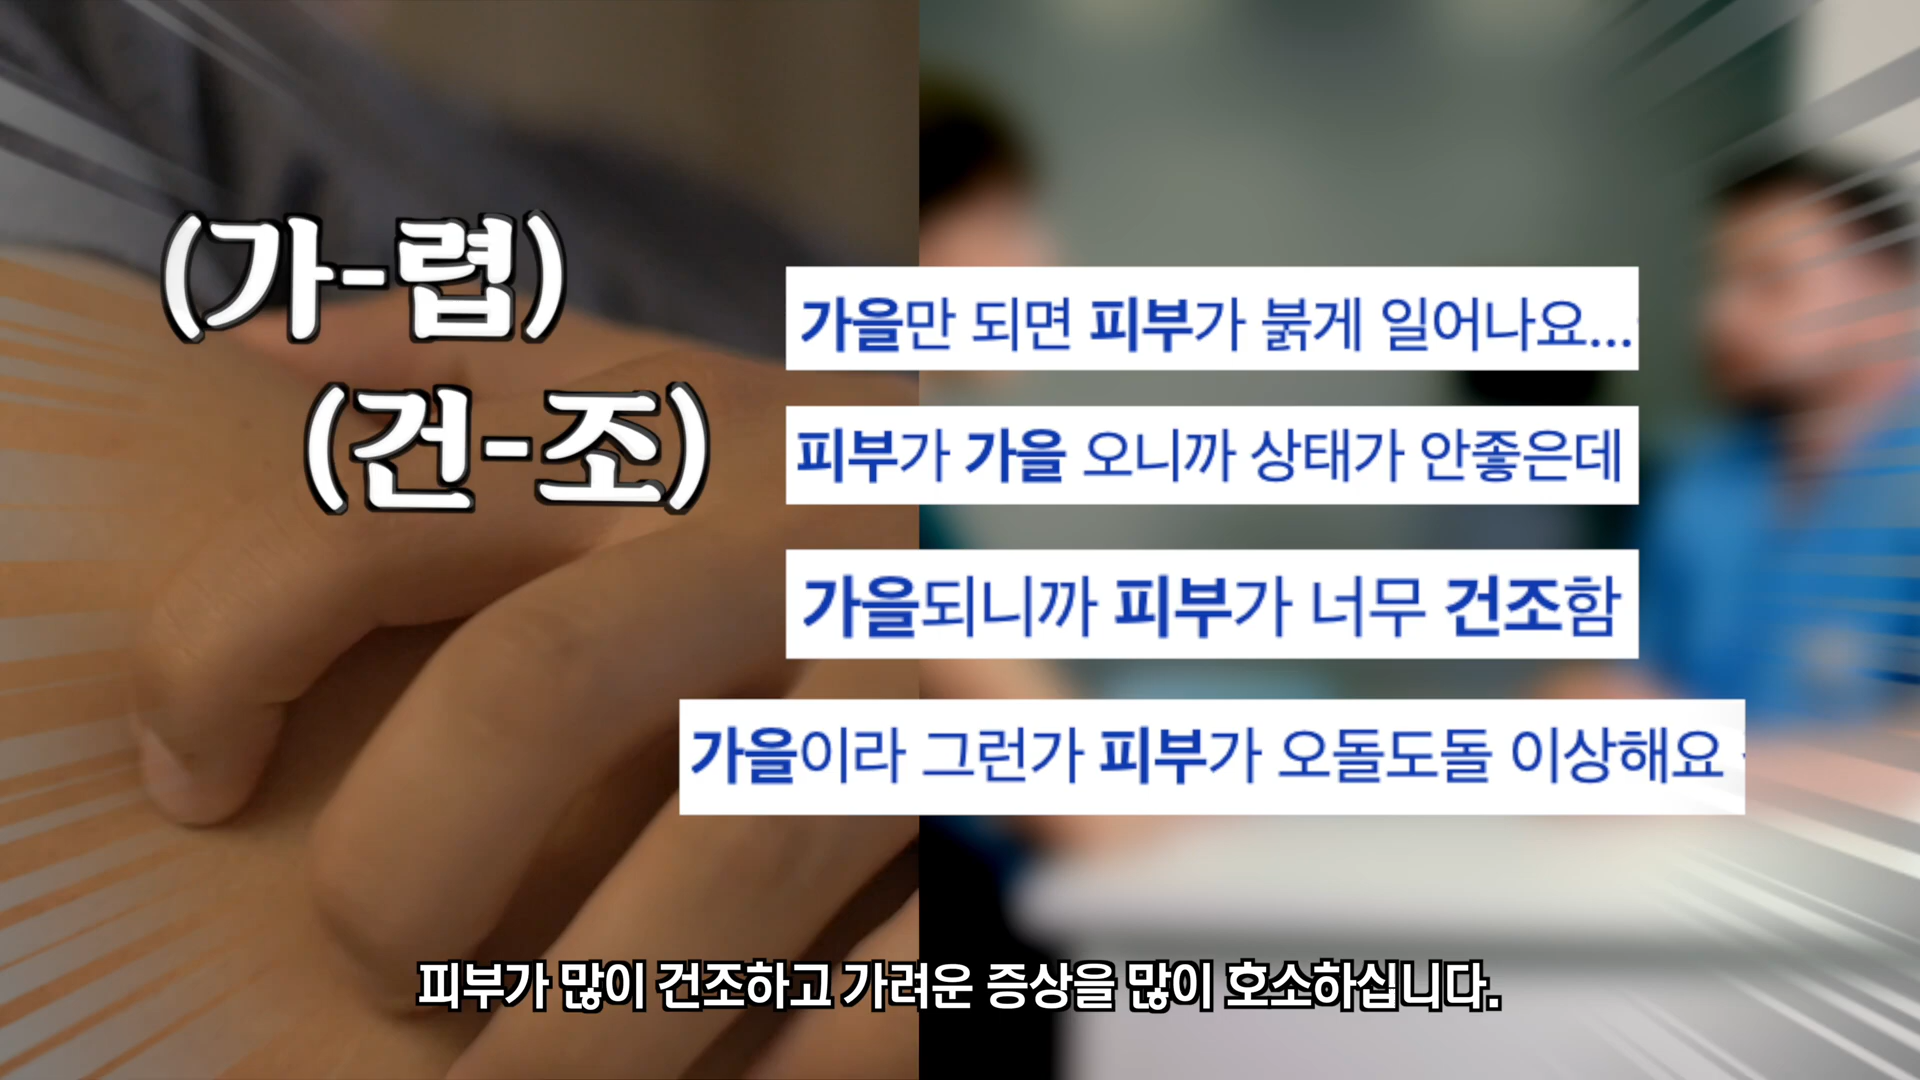 (가-렵)
(건-조)
가을만 되면 피부가 붉게 일어나요...
피부가 가을 오니까 상태가 안좋은데
가을되니까 피부가 너무 건조함
가을이라 그런가 피부가 오돌도돌 이상해요
피부가 많이 건조하고 가려운 증상을 많이 호소하십니다.